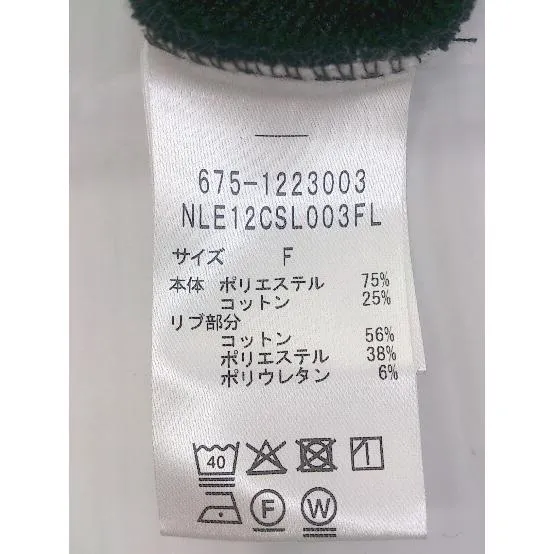 675-1223003
NLE12CSL003FL
サイズ F
本体 ポリエステル 75%
コットン 25%
リブ部分
コットン 56%
ポリエステル 38%
ポリウレタン 6%
40
F W